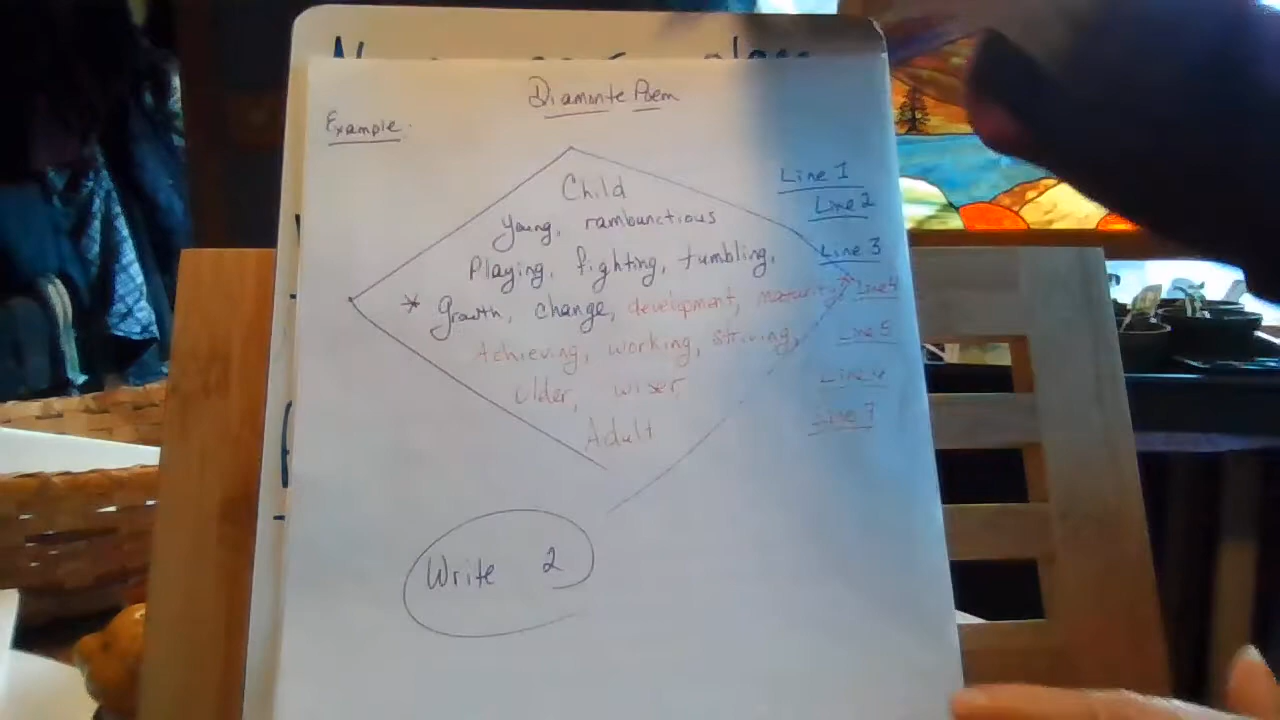 Diamonte Poem
Example.
Child
Line 1
Young, rambunctious
Line 2
Playing, fighting, tumbling,
Line 3
* Growth, change, development, maturity * Line 4
Achieving, working, striving,
Line 5
Older, wiser
Line 6
Adult
Line 7
Write 2